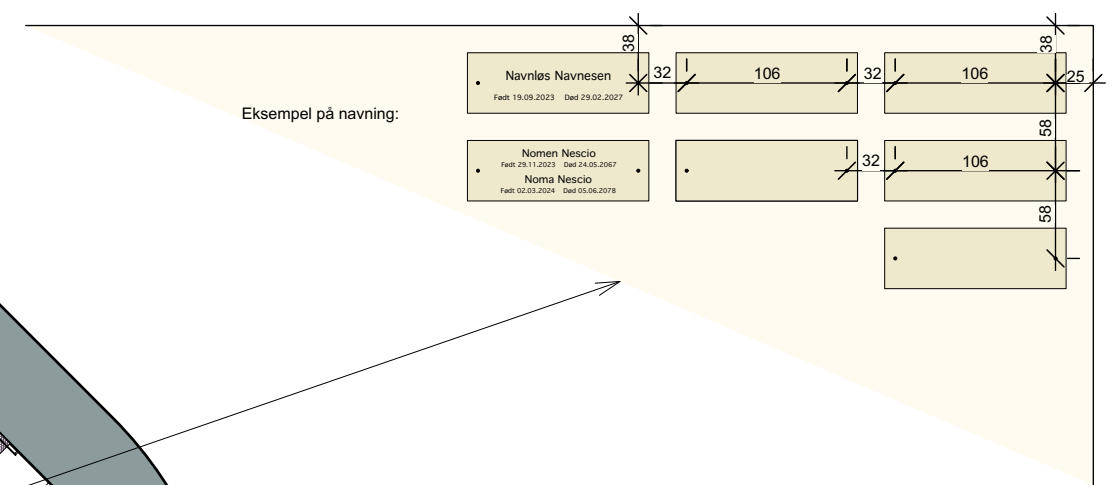 38
38
Navnløs Navnesen
32
106
32
106
25
Født 19.09.2023 Død 29.02.2027
Eksempel på navning:
58
Nomen Nescio
Født 29.11.2023 Død 24.05.2067
32
106
Noma Nescio
Født 02.03.2024 Død 05.06.2078
58